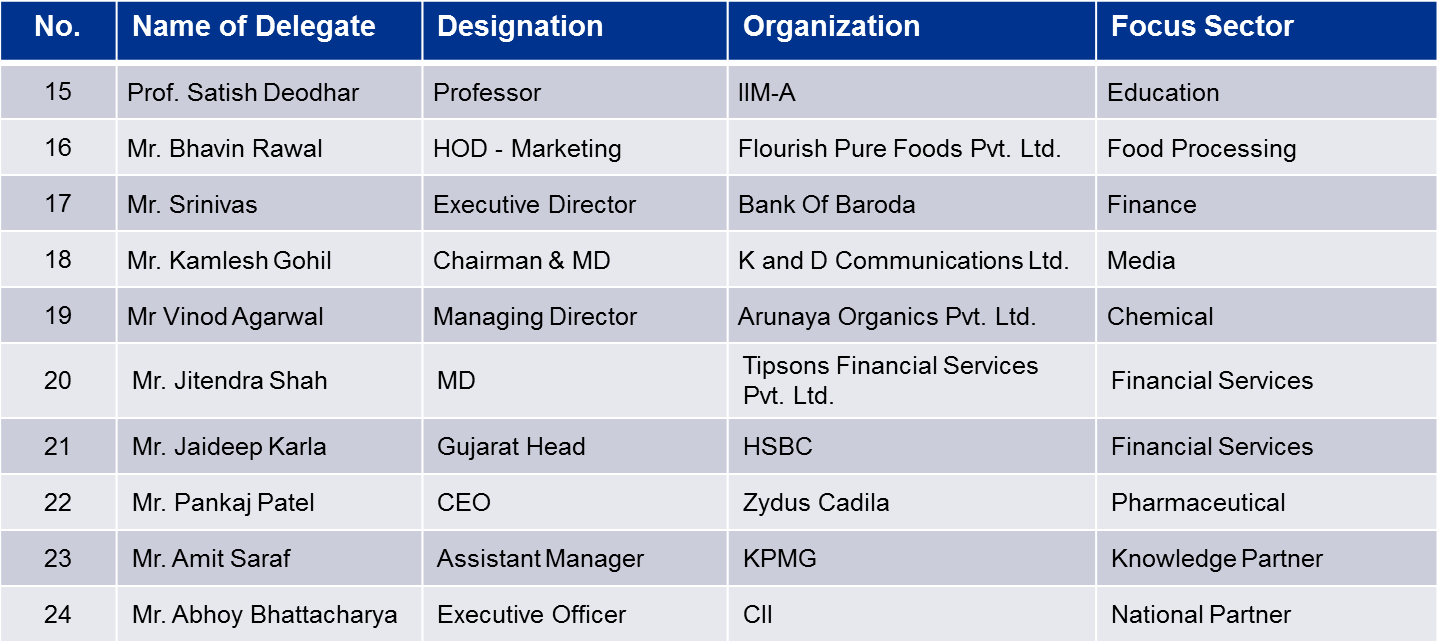 No. Name of Delegate Designation Organization Focus Sector
15 Prof. Satish Deodhar Professor IIM-A Education
16 Mr. Bhavin Rawal HOD - Marketing Flourish Pure Foods Pvt. Ltd. Food Processing
17 Mr. Srinivas Executive Director Bank Of Baroda Finance
18 Mr. Kamlesh Gohil Chairman & MD K and D Communications Ltd. Media
19 Mr Vinod Agarwal Managing Director Arunaya Organics Pvt. Ltd. Chemical
20 Mr. Jitendra Shah MD Tipsons Financial Services
Pvt. Ltd. Financial Services
21 Mr. Jaideep Karla Gujarat Head HSBC Financial Services
22 Mr. Pankaj Patel CEO Zydus Cadila Pharmaceutical
23 Mr. Amit Saraf Assistant Manager KPMG Knowledge Partner
24 Mr. Abhoy Bhattacharya Executive Officer CII National Partner